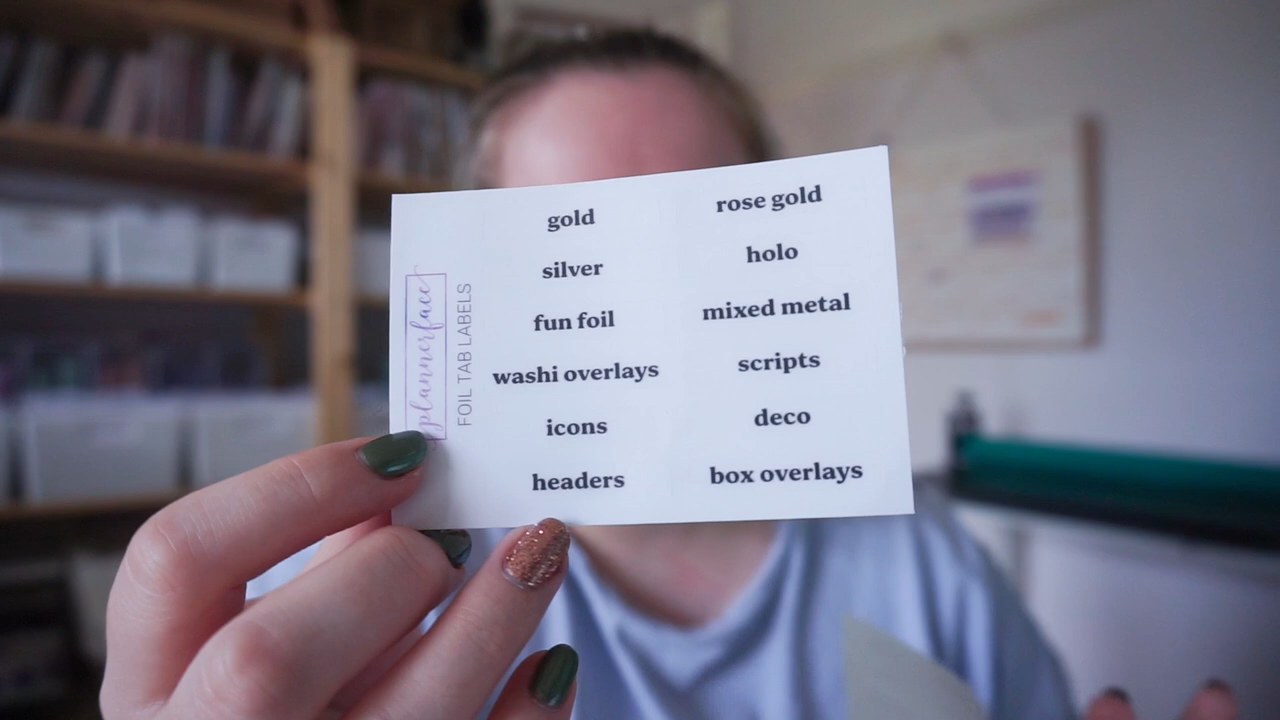 plannerface
FOIL TAB LABELS
gold
silver
fun foil
washi overlays
icons
headers
rose gold
holo
mixed metal
scripts
deco
box overlays